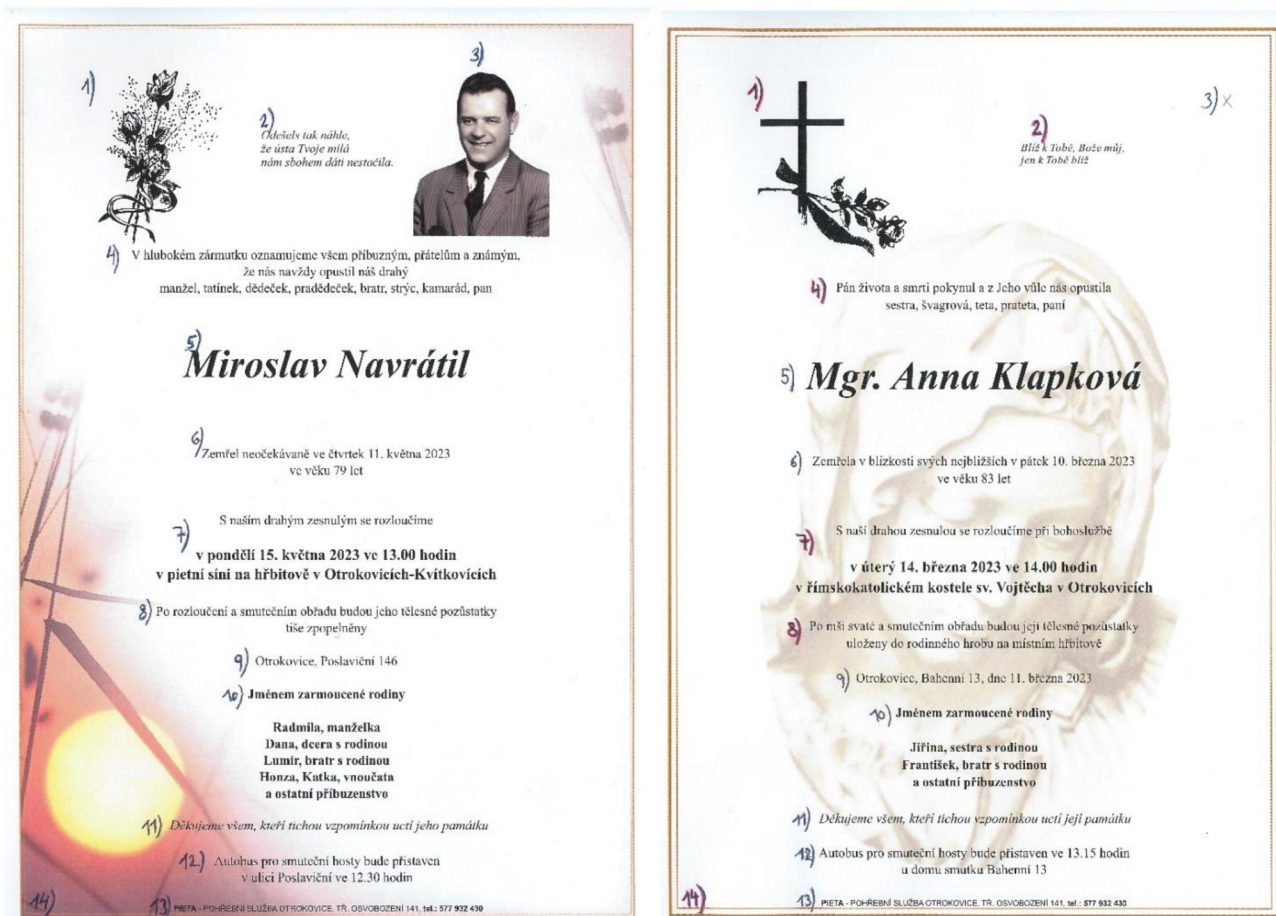 1)
3)
2)
Odešels tak náhle,
že ústa Tvoje milá
nám sbohem dáti nestačila.
4) V hlubokém zármutku oznamujeme všem příbuzným, přátelům a známým,
že nás navždy opustil náš drahý
manžel, tatínek, dědeček, pradědeček, bratr, strýc, kamarád, pan
5)
Miroslav Navrátil
6) Zemřel neočekávaně ve čtvrtek 11. května 2023
ve věku 79 let
7)
S naším drahým zesnulým se rozloučíme
v pondělí 15. května 2023 ve 13.00 hodin
v pietní síni na hřbitově v Otrokovicích-Kvítkovicích
8) Po rozloučení a smutečním obřadu budou jeho tělesné pozůstatky
tiše zpopelněny
9) Otrokovice, Poslaviční 146
10) Jménem zarmoucené rodiny
Radmila, manželka
Dana, dcera s rodinou
Lumír, bratr s rodinou
Honza, Katka, vnoučata
a ostatní příbuzenstvo
11) Děkujeme všem, kteří tichou vzpomínkou uctí jeho památku
12) Autobus pro smuteční hosty bude přistaven
v ulici Poslaviční ve 12.30 hodin
14)
13) PIETA - POHŘEBNÍ SLUŽBA OTROKOVICE, TŘ. OSVOBOZENÍ 141, tel.: 577 932 430
1)
3) x
2)
Blíž k Tobě, Bože můj,
jen k Tobě blíž
4) Pán života a smrti pokynul a z Jeho vůle nás opustila
sestra, švagrová, teta, prateta, paní
5) Mgr. Anna Klapková
6) Zemřela v blízkosti svých nejbližších v pátek 10. března 2023
ve věku 83 let
7)
S naší drahou zesnulou se rozloučíme při bohoslužbě
v úterý 14. března 2023 ve 14.00 hodin
v římskokatolickém kostele sv. Vojtěcha v Otrokovicích
8) Po mši svaté a smutečním obřadu budou její tělesné pozůstatky
uloženy do rodinného hrobu na místním hřbitově
9) Otrokovice, Bahenní 13, dne 11. března 2023
10) Jménem zarmoucené rodiny
Jiřina, sestra s rodinou
František, bratr s rodinou
a ostatní příbuzenstvo
11) Děkujeme všem, kteří tichou vzpomínkou uctí její památku
12) Autobus pro smuteční hosty bude přistaven ve 13.15 hodin
u domu smutku Bahenní 13
14)
13) PIETA - POHŘEBNÍ SLUŽBA OTROKOVICE, TŘ. OSVOBOZENÍ 141, tel.: 577 932 430